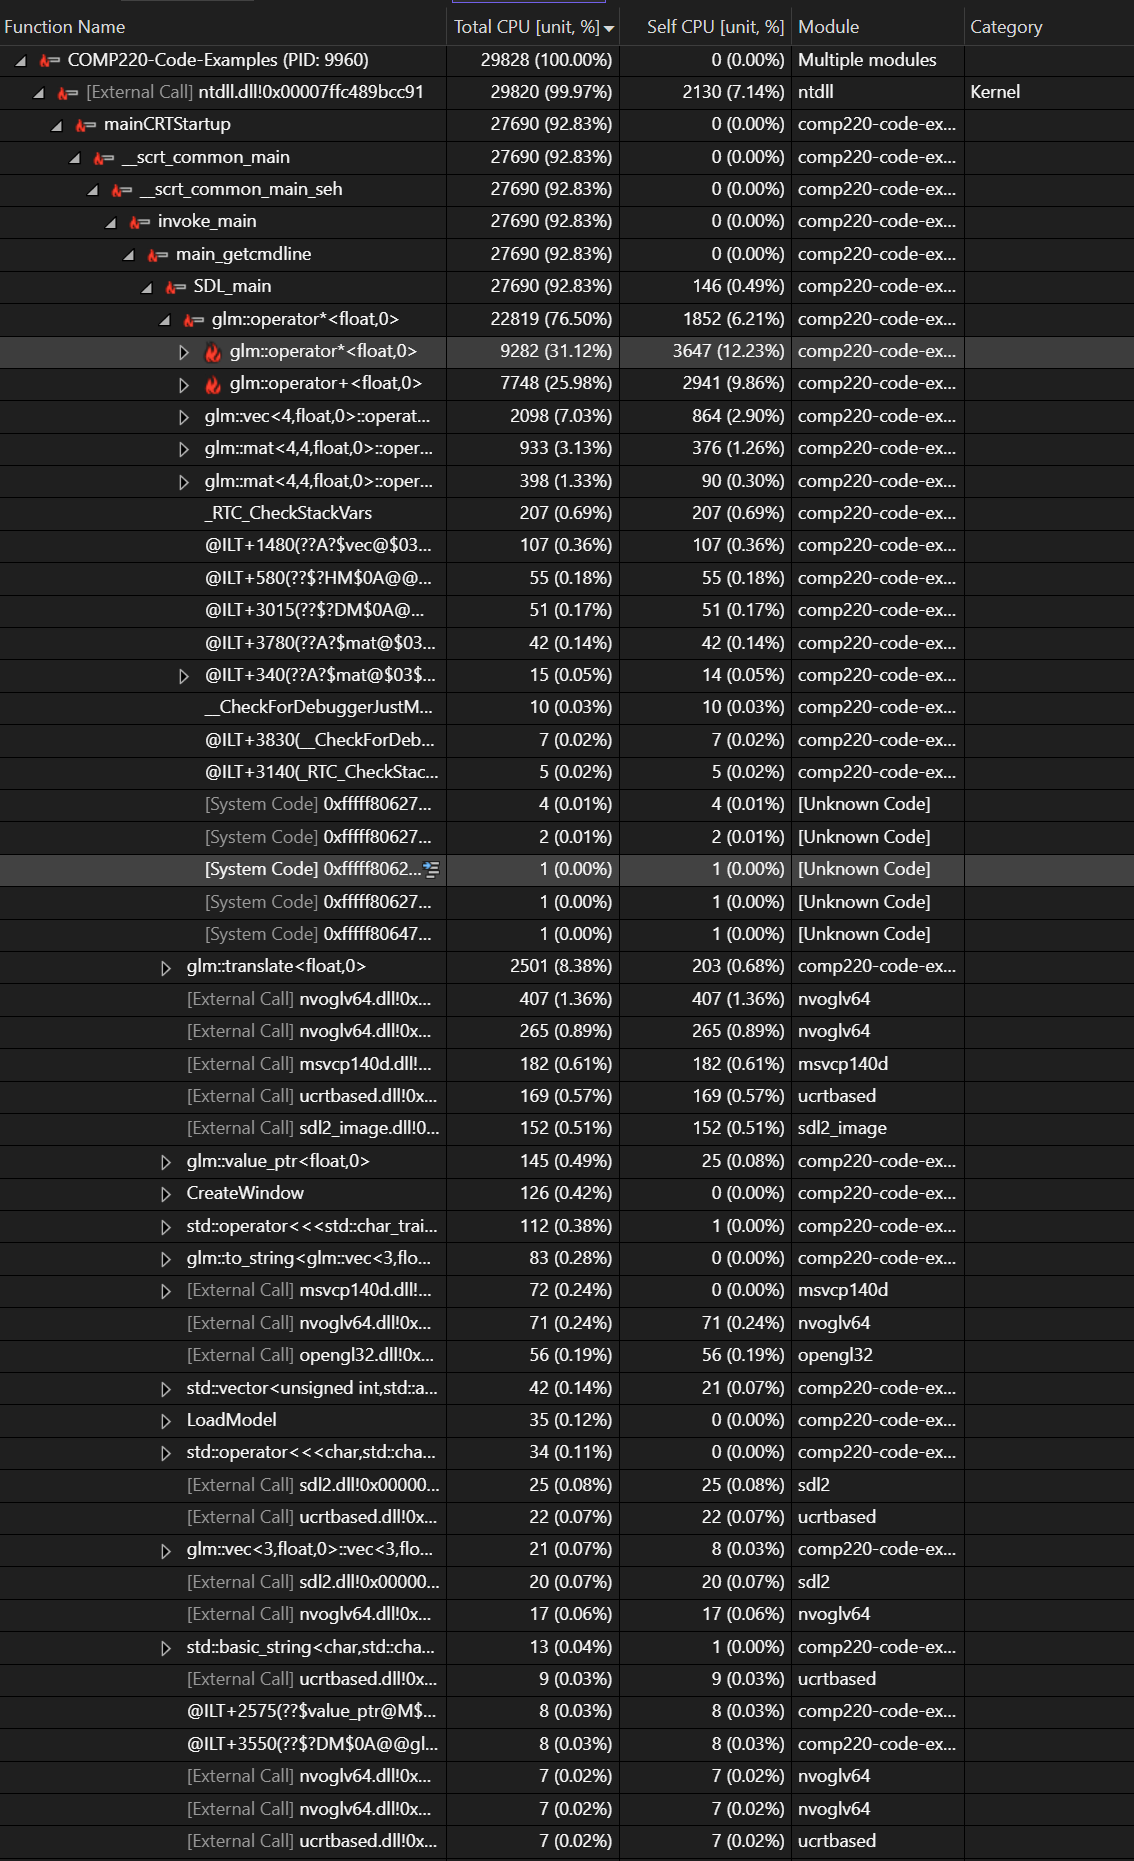 Function Name Total CPU [unit, %] Self CPU [unit, %] Module Category
COMP220-Code-Examples (PID: 9960) 29828 (100.00%) 0 (0.00%) Multiple modules
[External Call] ntdll.dll!0x00007ffc489bcc91 29820 (99.97%) 2130 (7.14%) ntdll Kernel
mainCRTStartup 27690 (92.83%) 0 (0.00%) comp220-code-ex...
__scrt_common_main 27690 (92.83%) 0 (0.00%) comp220-code-ex...
__scrt_common_main_seh 27690 (92.83%) 0 (0.00%) comp220-code-ex...
invoke_main 27690 (92.83%) 0 (0.00%) comp220-code-ex...
main_getcmdline 27690 (92.83%) 0 (0.00%) comp220-code-ex...
SDL_main 27690 (92.83%) 146 (0.49%) comp220-code-ex...
glm::operator*<float,0> 22819 (76.50%) 1852 (6.21%) comp220-code-ex...
glm::operator*<float,0> 9282 (31.12%) 3647 (12.23%) comp220-code-ex...
glm::operator+<float,0> 7748 (25.98%) 2941 (9.86%) comp220-code-ex...
glm::vec<4,float,0>::operat... 2098 (7.03%) 864 (2.90%) comp220-code-ex...
glm::mat<4,4,float,0>::oper... 933 (3.13%) 376 (1.26%) comp220-code-ex...
glm::mat<4,4,float,0>::oper... 398 (1.33%) 90 (0.30%) comp220-code-ex...
_RTC_CheckStackVars 207 (0.69%) 207 (0.69%) comp220-code-ex...
@ILT+1480(??A?$vec@$03... 107 (0.36%) 107 (0.36%) comp220-code-ex...
@ILT+580(??$?HM$0A@@... 55 (0.18%) 55 (0.18%) comp220-code-ex...
@ILT+3015(??$?DM$0A@... 51 (0.17%) 51 (0.17%) comp220-code-ex...
@ILT+3780(??A?$mat@$03... 42 (0.14%) 42 (0.14%) comp220-code-ex...
@ILT+340(??A?$mat@$03$... 15 (0.05%) 14 (0.05%) comp220-code-ex...
__CheckForDebuggerJustM... 10 (0.03%) 10 (0.03%) comp220-code-ex...
@ILT+3830(__CheckForDeb... 7 (0.02%) 7 (0.02%) comp220-code-ex...
@ILT+3140(_RTC_CheckStac... 5 (0.02%) 5 (0.02%) comp220-code-ex...
[System Code] 0xfffff80627... 4 (0.01%) 4 (0.01%) [Unknown Code]
[System Code] 0xfffff80627... 2 (0.01%) 2 (0.01%) [Unknown Code]
[System Code] 0xfffff8062... 1 (0.00%) 1 (0.00%) [Unknown Code]
[System Code] 0xfffff80627... 1 (0.00%) 1 (0.00%) [Unknown Code]
[System Code] 0xfffff80647... 1 (0.00%) 1 (0.00%) [Unknown Code]
glm::translate<float,0> 2501 (8.38%) 203 (0.68%) comp220-code-ex...
[External Call] nvoglv64.dll!0x... 407 (1.36%) 407 (1.36%) nvoglv64
[External Call] nvoglv64.dll!0x... 265 (0.89%) 265 (0.89%) nvoglv64
[External Call] msvcp140d.dll!... 182 (0.61%) 182 (0.61%) msvcp140d
[External Call] ucrtbased.dll!0x... 169 (0.57%) 169 (0.57%) ucrtbased
[External Call] sdl2_image.dll!0... 152 (0.51%) 152 (0.51%) sdl2_image
glm::value_ptr<float,0> 145 (0.49%) 25 (0.08%) comp220-code-ex...
CreateWindow 126 (0.42%) 0 (0.00%) comp220-code-ex...
std::operator<<<std::char_trai... 112 (0.38%) 1 (0.00%) comp220-code-ex...
glm::to_string<glm::vec<3,flo... 83 (0.28%) 0 (0.00%) comp220-code-ex...
[External Call] msvcp140d.dll!... 72 (0.24%) 0 (0.00%) msvcp140d
[External Call] nvoglv64.dll!0x... 71 (0.24%) 71 (0.24%) nvoglv64
[External Call] opengl32.dll!0x... 56 (0.19%) 56 (0.19%) opengl32
std::vector<unsigned int,std::a... 42 (0.14%) 21 (0.07%) comp220-code-ex...
LoadModel 35 (0.12%) 0 (0.00%) comp220-code-ex...
std::operator<<<char,std::cha... 34 (0.11%) 0 (0.00%) comp220-code-ex...
[External Call] sdl2.dll!0x00000... 25 (0.08%) 25 (0.08%) sdl2
[External Call] ucrtbased.dll!0x... 22 (0.07%) 22 (0.07%) ucrtbased
glm::vec<3,float,0>::vec<3,flo... 21 (0.07%) 8 (0.03%) comp220-code-ex...
[External Call] sdl2.dll!0x00000... 20 (0.07%) 20 (0.07%) sdl2
[External Call] nvoglv64.dll!0x... 17 (0.06%) 17 (0.06%) nvoglv64
std::basic_string<char,std::cha... 13 (0.04%) 1 (0.00%) comp220-code-ex...
[External Call] ucrtbased.dll!0x... 9 (0.03%) 9 (0.03%) ucrtbased
@ILT+2575(??$value_ptr@M$... 8 (0.03%) 8 (0.03%) comp220-code-ex...
@ILT+3550(??$?DM$0A@@gl... 8 (0.03%) 8 (0.03%) comp220-code-ex...
[External Call] nvoglv64.dll!0x... 7 (0.02%) 7 (0.02%) nvoglv64
[External Call] nvoglv64.dll!0x... 7 (0.02%) 7 (0.02%) nvoglv64
[External Call] ucrtbased.dll!0x... 7 (0.02%) 7 (0.02%) ucrtbased